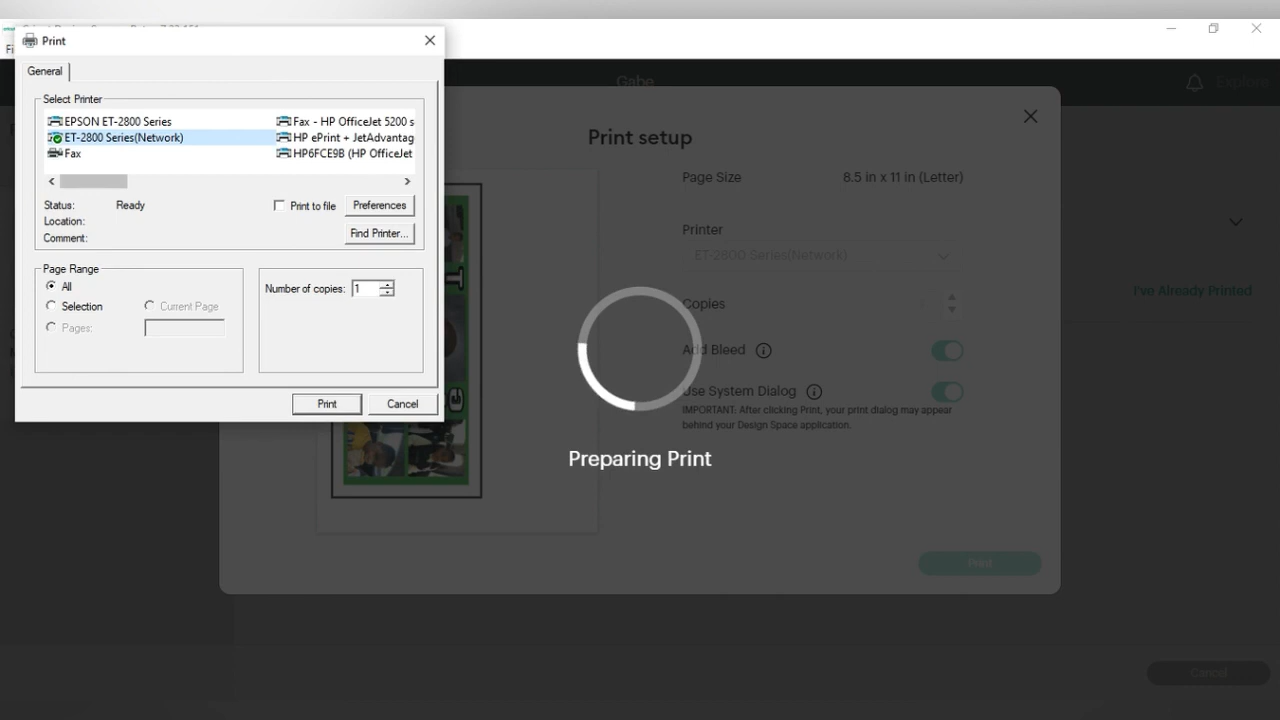 Print
General
Select Printer
EPSON ET-2800 Series
Fax - HP OfficeJet 5200 s
ET-2800 Series(Network)
HP ePrint + JetAdvantag
Fax
HP6FCE9B (HP OfficeJet
Status: Ready
Print to file
Preferences
Location:
Find Printer...
Comment:
Page Range
All
Number of copies: 1
Selection
Current Page
Pages:
Print
Cancel
Gabe
Explore
Print setup
Page Size 8.5 in x 11 in (Letter)
Printer
ET-2800 Series(Network)
I've Already Printed
Copies
Add Bleed
Use System Dialog
IMPORTANT: After clicking Print, your print dialog may appear
behind your Design Space application.
Preparing Print
Print
Cancel